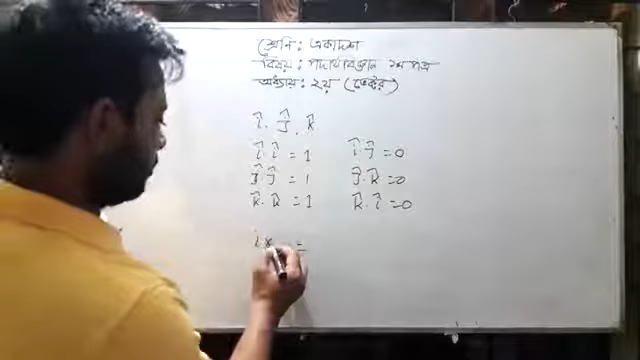 শ্রেনি : একাদশ
বিষয় : পদার্থবিজ্ঞান ১ম পত্র
অধ্যায় : ২য় (ভেক্টর)
î. ĵ. k̂
î. î = 1 î. ĵ = 0
ĵ. ĵ = 1 ĵ. k̂ = 0
k̂. k̂ = 1 k̂. î = 0
î × =